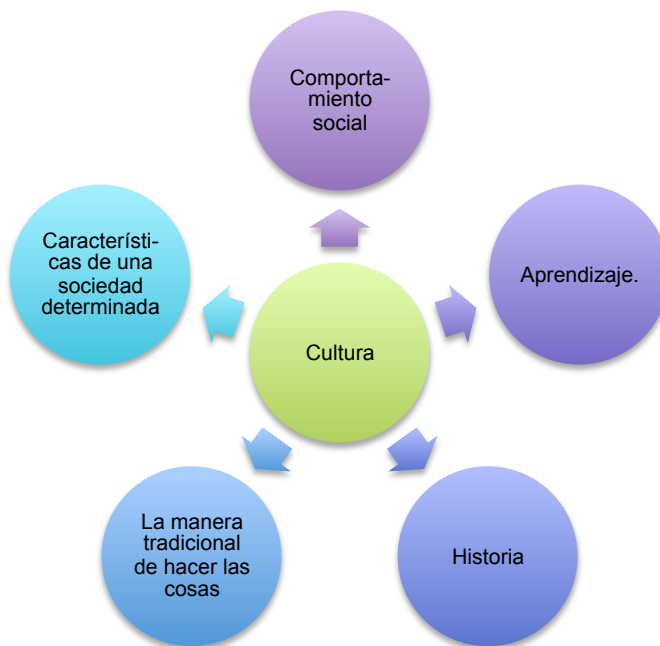 Comporta-
miento
social
Característi-
cas de una
sociedad
determinada
Aprendizaje.
Cultura
La manera
tradicional
de hacer las
cosas
Historia